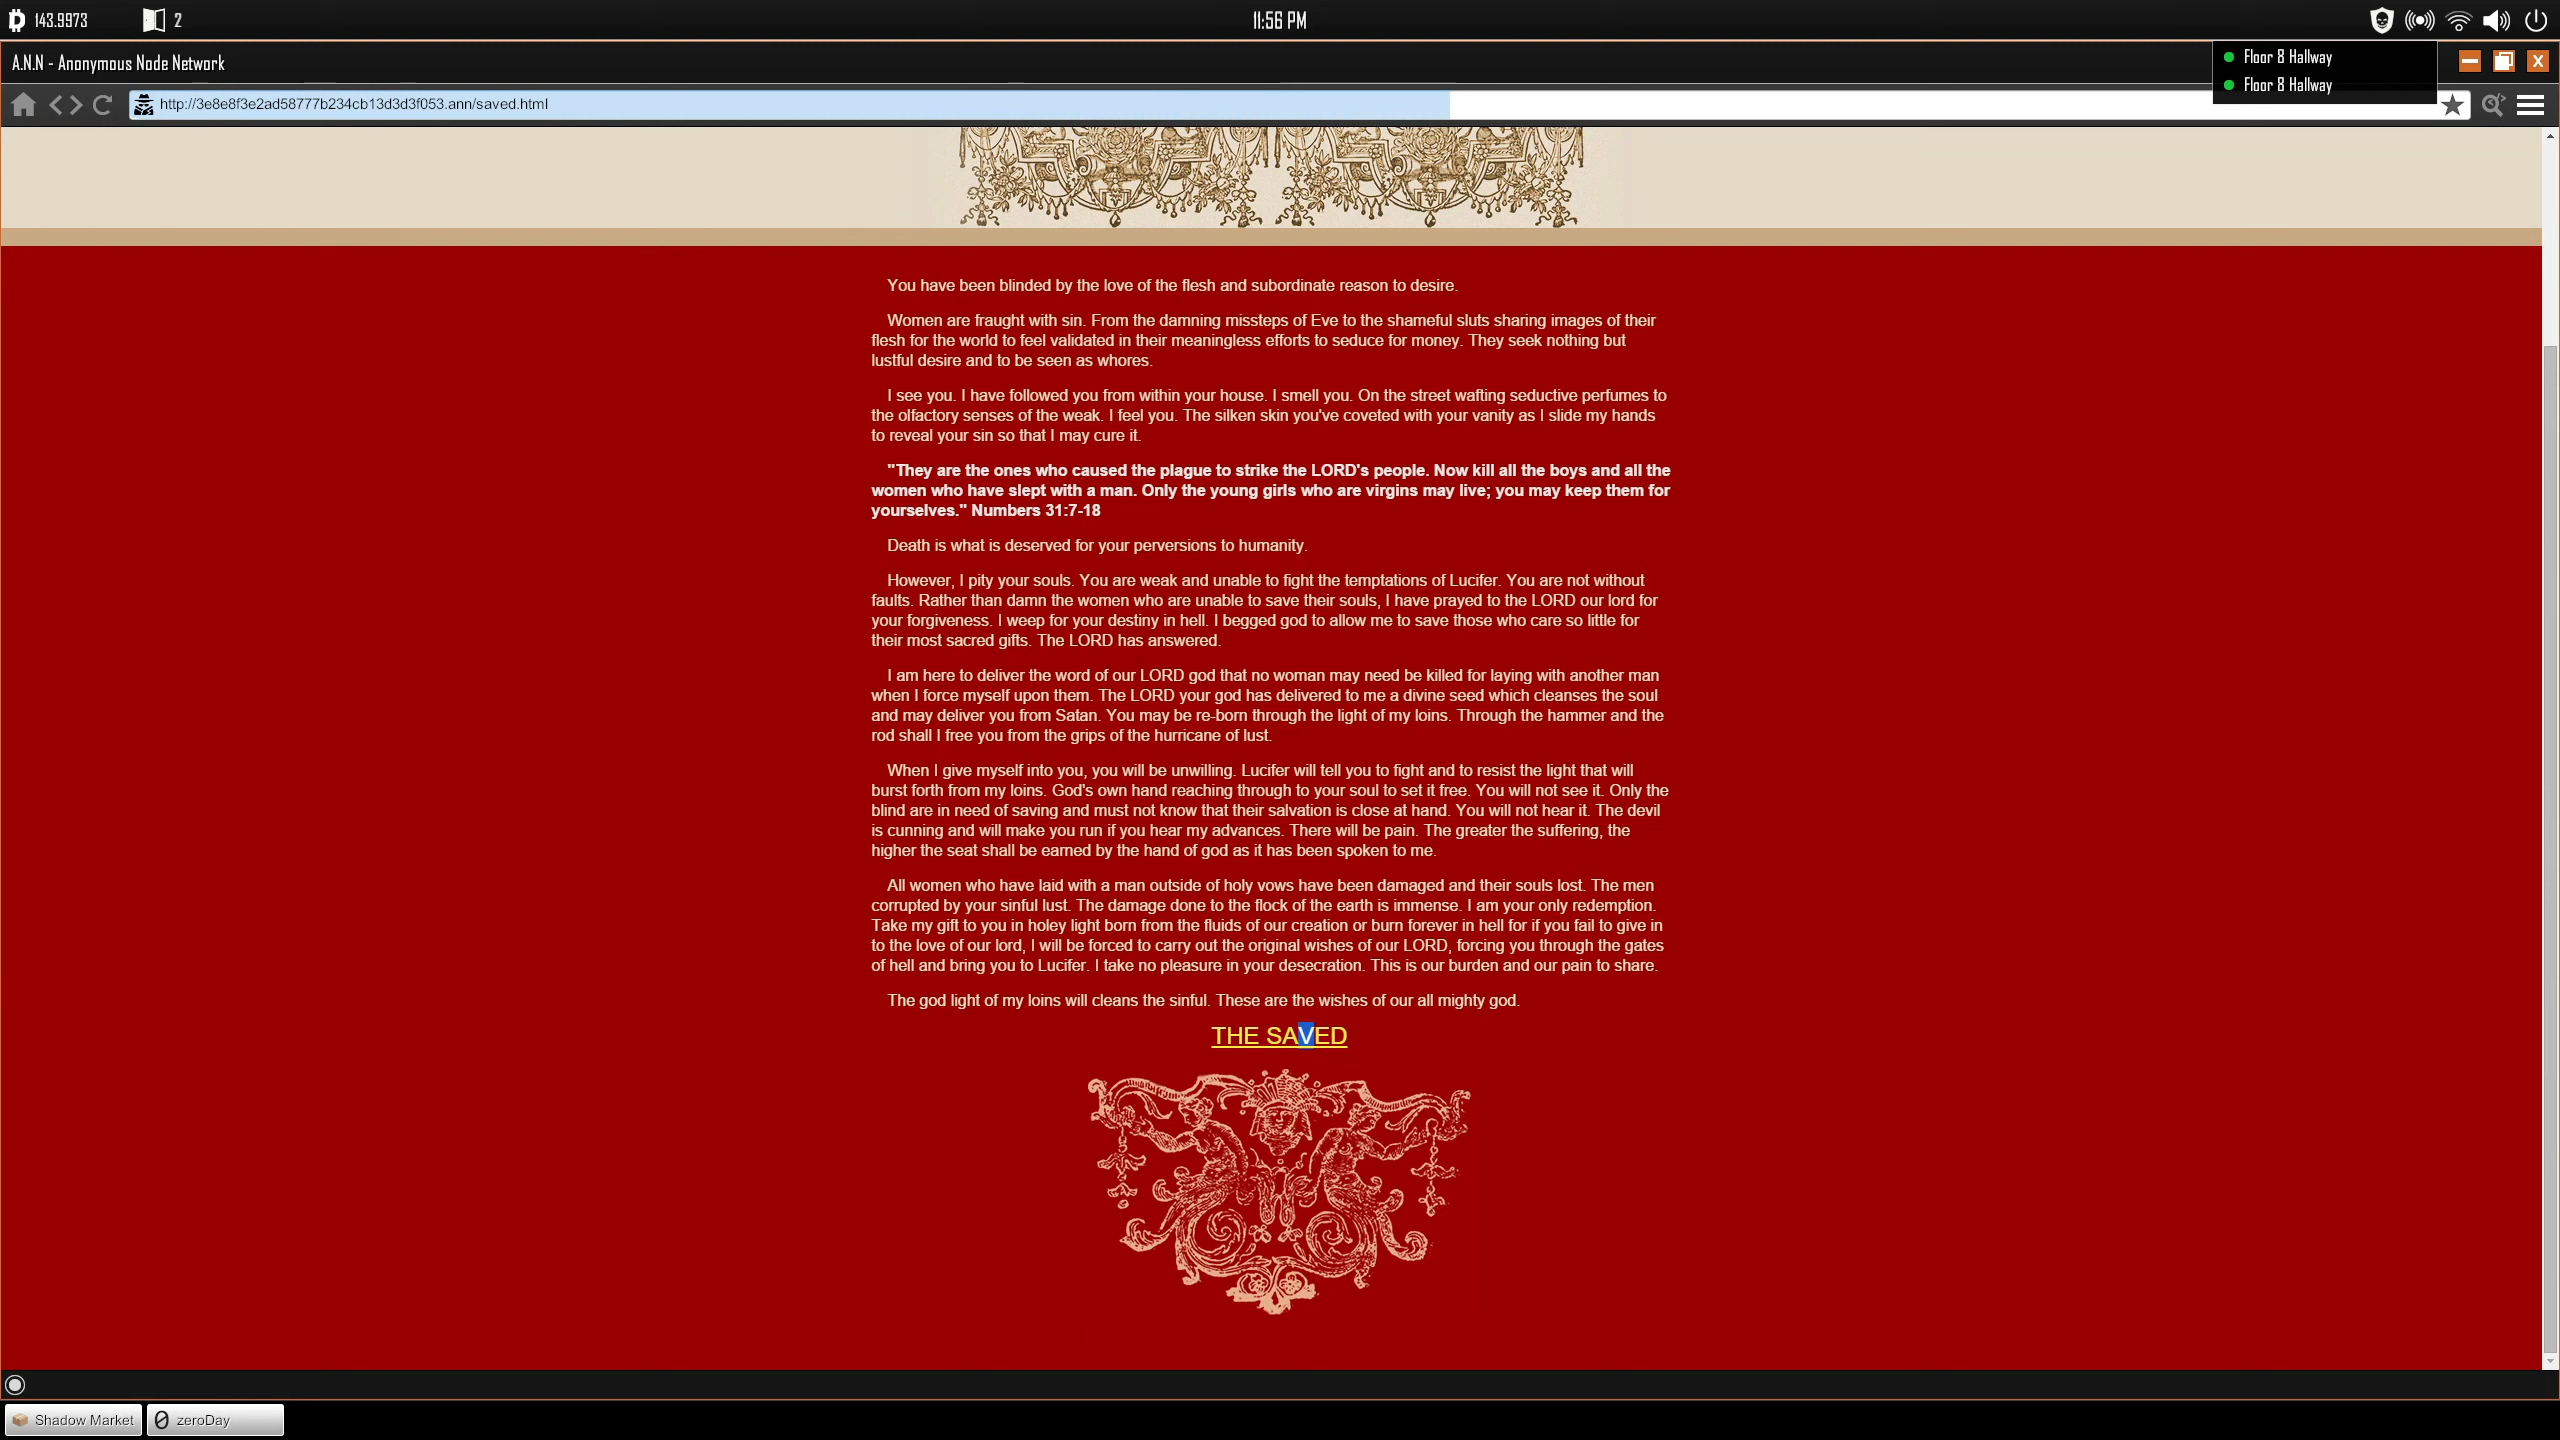 143.9973
2
11:56 PM
A.N.N - Anonymous Node Network
Floor 8 Hallway
Floor 8 Hallway
http://3e8e8f3e2ad58777b234cb13d3d3f053.ann/saved.html
You have been blinded by the love of the flesh and subordinate reason to desire.
Women are fraught with sin. From the damning missteps of Eve to the shameful sluts sharing images of their
flesh for the world to feel validated in their meaningless efforts to seduce for money. They seek nothing but
lustful desire and to be seen as whores.
I see you. I have followed you from within your house. I smell you. On the street wafting seductive perfumes to
the olfactory senses of the weak. I feel you. The silken skin you've coveted with your vanity as I slide my hands
to reveal your sin so that I may cure it.
"They are the ones who caused the plague to strike the LORD's people. Now kill all the boys and all the
women who have slept with a man. Only the young girls who are virgins may live; you may keep them for
yourselves." Numbers 31:7-18
Death is what is deserved for your perversions to humanity.
However, I pity your souls. You are weak and unable to fight the temptations of Lucifer. You are not without
faults. Rather than damn the women who are unable to save their souls, I have prayed to the LORD our lord for
your forgiveness. I weep for your destiny in hell. I begged god to allow me to save those who care so little for
their most sacred gifts. The LORD has answered.
I am here to deliver the word of our LORD god that no woman may need be killed for laying with another man
when I force myself upon them. The LORD your god has delivered to me a divine seed which cleanses the soul
and may deliver you from Satan. You may be re-born through the light of my loins. Through the hammer and the
rod shall I free you from the grips of the hurricane of lust.
When I give myself into you, you will be unwilling. Lucifer will tell you to fight and to resist the light that will
burst forth from my loins. God's own hand reaching through to your soul to set it free. You will not see it. Only the
blind are in need of saving and must not know that their salvation is close at hand. You will not hear it. The devil
is cunning and will make you run if you hear my advances. There will be pain. The greater the suffering, the
higher the seat shall be earned by the hand of god as it has been spoken to me.
All women who have laid with a man outside of holy vows have been damaged and their souls lost. The men
corrupted by your sinful lust. The damage done to the flock of the earth is immense. I am your only redemption.
Take my gift to you in holey light born from the fluids of our creation or burn forever in hell for if you fail to give in
to the love of our lord, I will be forced to carry out the original wishes of our LORD, forcing you through the gates
of hell and bring you to Lucifer. I take no pleasure in your desecration. This is our burden and our pain to share.
The god light of my loins will cleans the sinful. These are the wishes of our all mighty god.
THE SAVED
Shadow Market
zeroDay